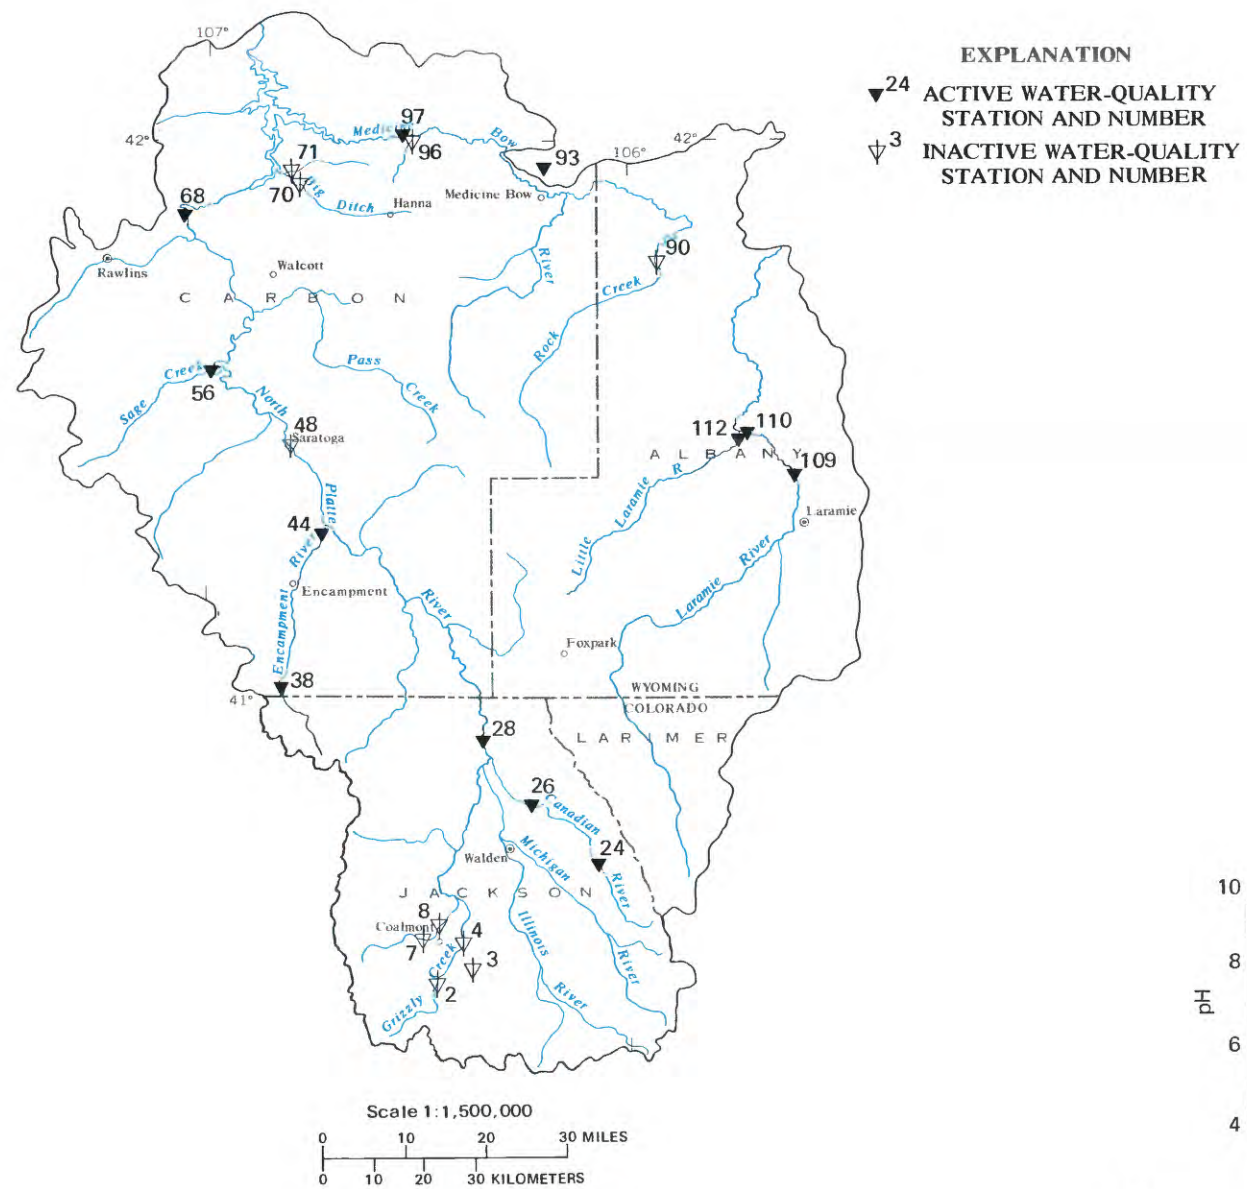 107°
EXPLANATION
24 ACTIVE WATER-QUALITY
STATION AND NUMBER
3 INACTIVE WATER-QUALITY
STATION AND NUMBER
97
Medicine Bow
42°
42°
96
106°
93
71
70
Big
Ditch
Hanna
Medicine Bow
68
90
Rawlins
Walcott
River
Creek
C A R B O N
Rock
Pass
Creek
Sage
Creek
56
North
48
Saratoga
112
110
A L B A N Y
109
Platte
44
River
Little
Laramie
R
Laramie
Laramie
River
Encampment
Encampment
River
Foxpark
38
41°
WYOMING
COLORADO
28
L A R I M E R
26
Canadian
24
River
Walden
Michigan
River
J A C K S O N
8
Coalmont
7
4
3
2
Grizzly
Creek
Illinois
River
10
8
pH
6
4
Scale 1:1,500,000
0 10 20 30 MILES
0 10 20 30 KILOMETERS